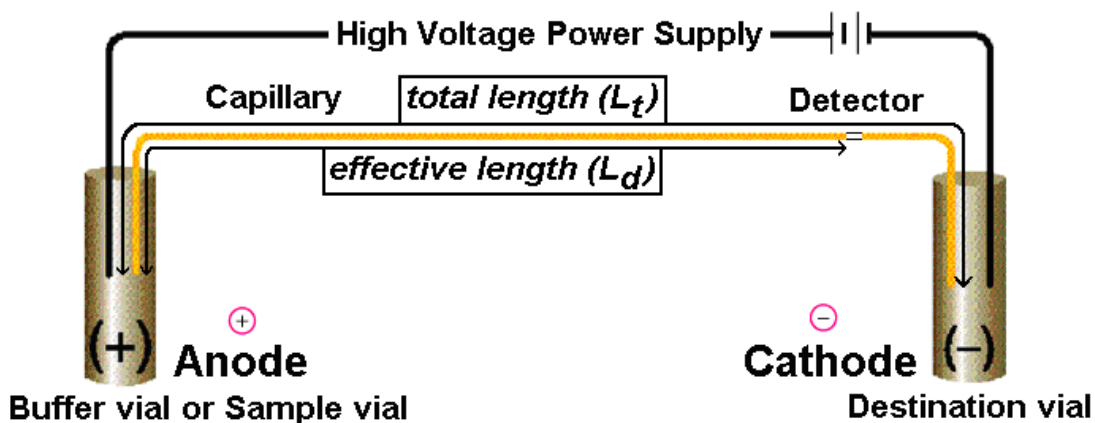 High Voltage Power Supply
Capillary total length (Lt) Detector
effective length (Ld)
+ −
(+) Anode Cathode (−)
Buffer vial or Sample vial Destination vial